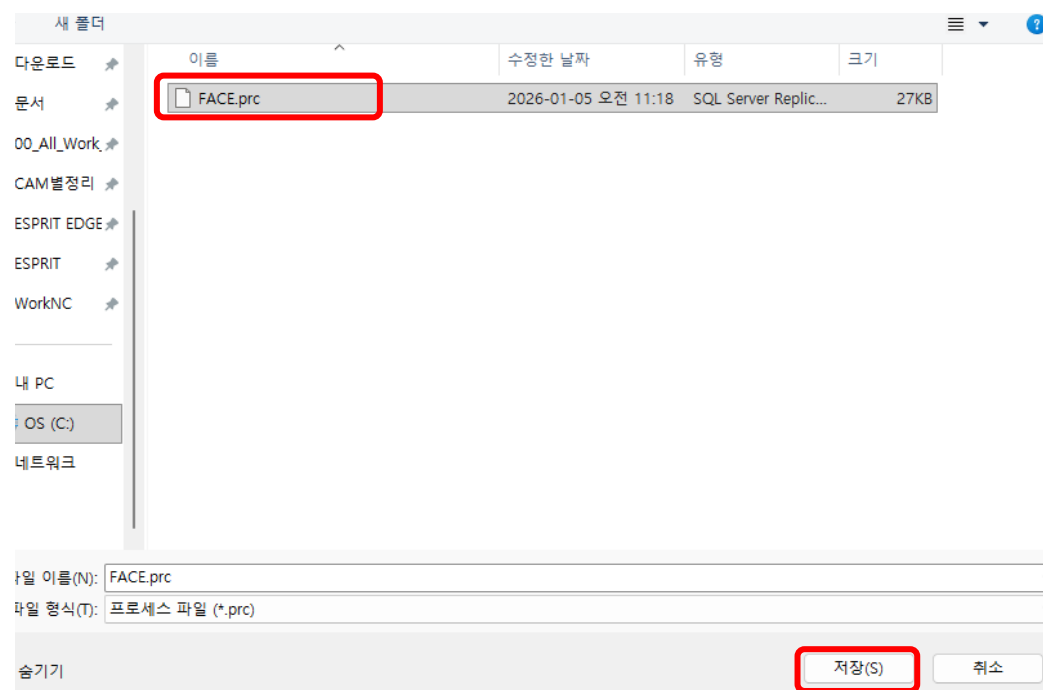 새 폴더
?
이름 수정한 날짜 유형 크기
다운로드
FACE.prc 2026-01-05 오전 11:18 SQL Server Replic... 27KB
문서
00_All_Work_
CAM별정리
ESPRIT EDGE
ESPRIT
WorkNC
내 PC
OS (C:)
네트워크
파일 이름(N): FACE.prc
파일 형식(T): 프로세스 파일 (*.prc)
숨기기
저장(S) 취소